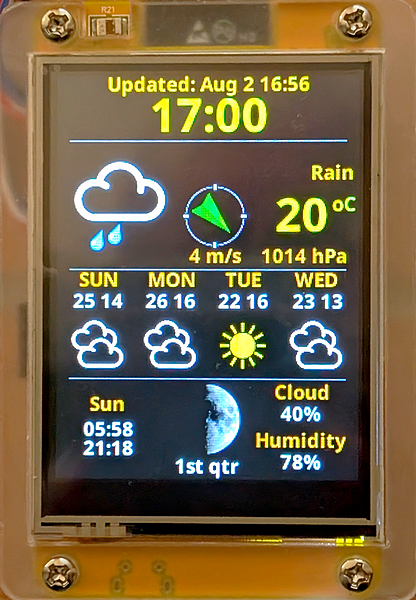 R21
Updated: Aug 2 16:56
17:00
Rain
20 oC
4 m/s 1014 hPa
SUN MON TUE WED
25 14 26 16 22 16 23 13
Sun
05:58
21:18
1st qtr
Cloud
40%
Humidity
78%